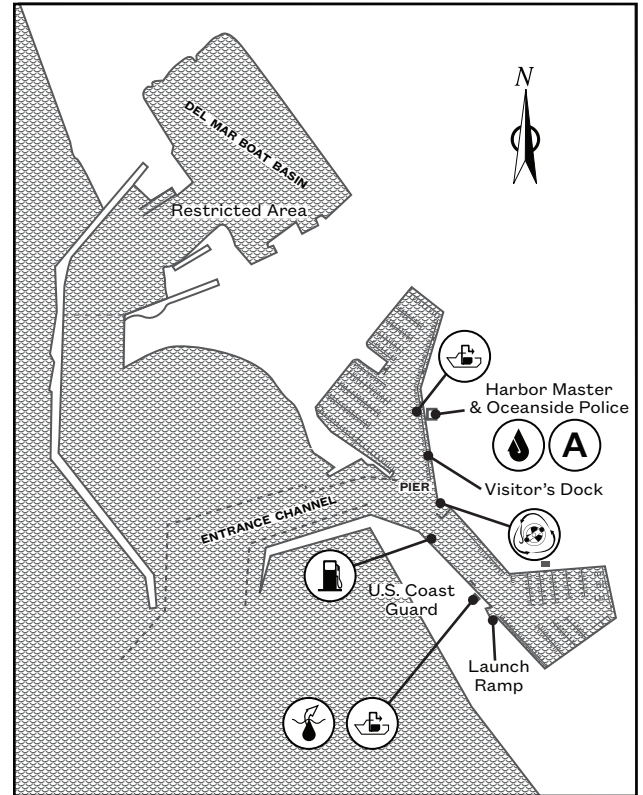 N
DEL MAR BOAT BASIN
Restricted Area
Harbor Master
& Oceanside Police
A
Visitor's Dock
PIER
ENTRANCE CHANNEL
U.S. Coast
Guard
Launch
Ramp